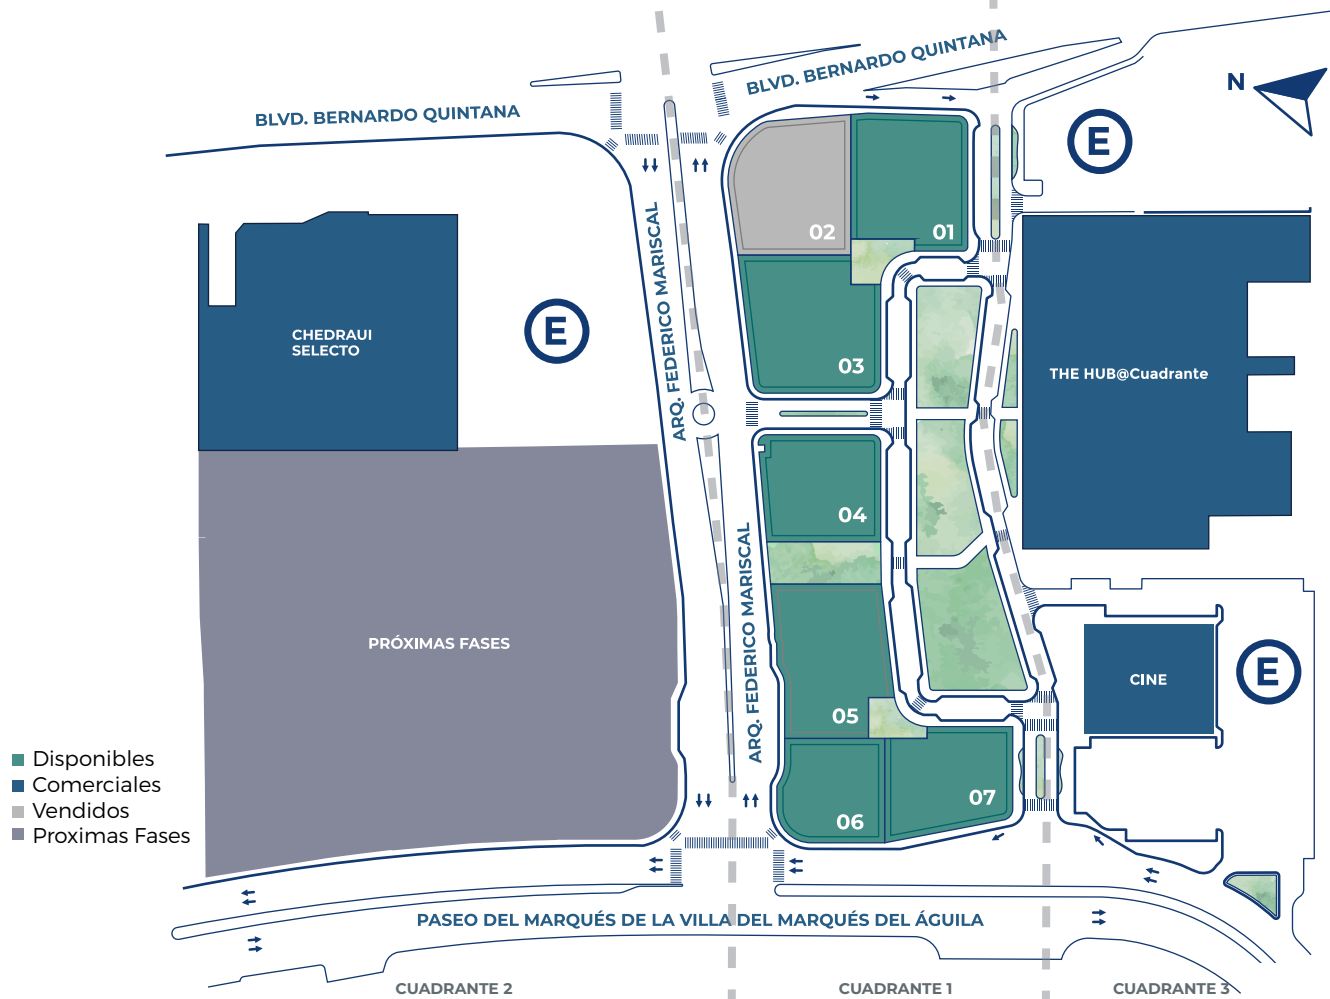 BLVD. BERNARDO QUINTANA
BLVD. BERNARDO QUINTANA
N
E
02
01
ARQ. FEDERICO MARISCAL
CHEDRAUI
SELECTO
E
03
THE HUB@Cuadrante
04
ARQ. FEDERICO MARISCAL
PRÓXIMAS FASES
CINE
E
05
Disponibles
Comerciales
Vendidos
Proximas Fases
06
07
PASEO DEL MARQUÉS DE LA VILLA DEL MARQUÉS DEL ÁGUILA
CUADRANTE 2
CUADRANTE 1
CUADRANTE 3